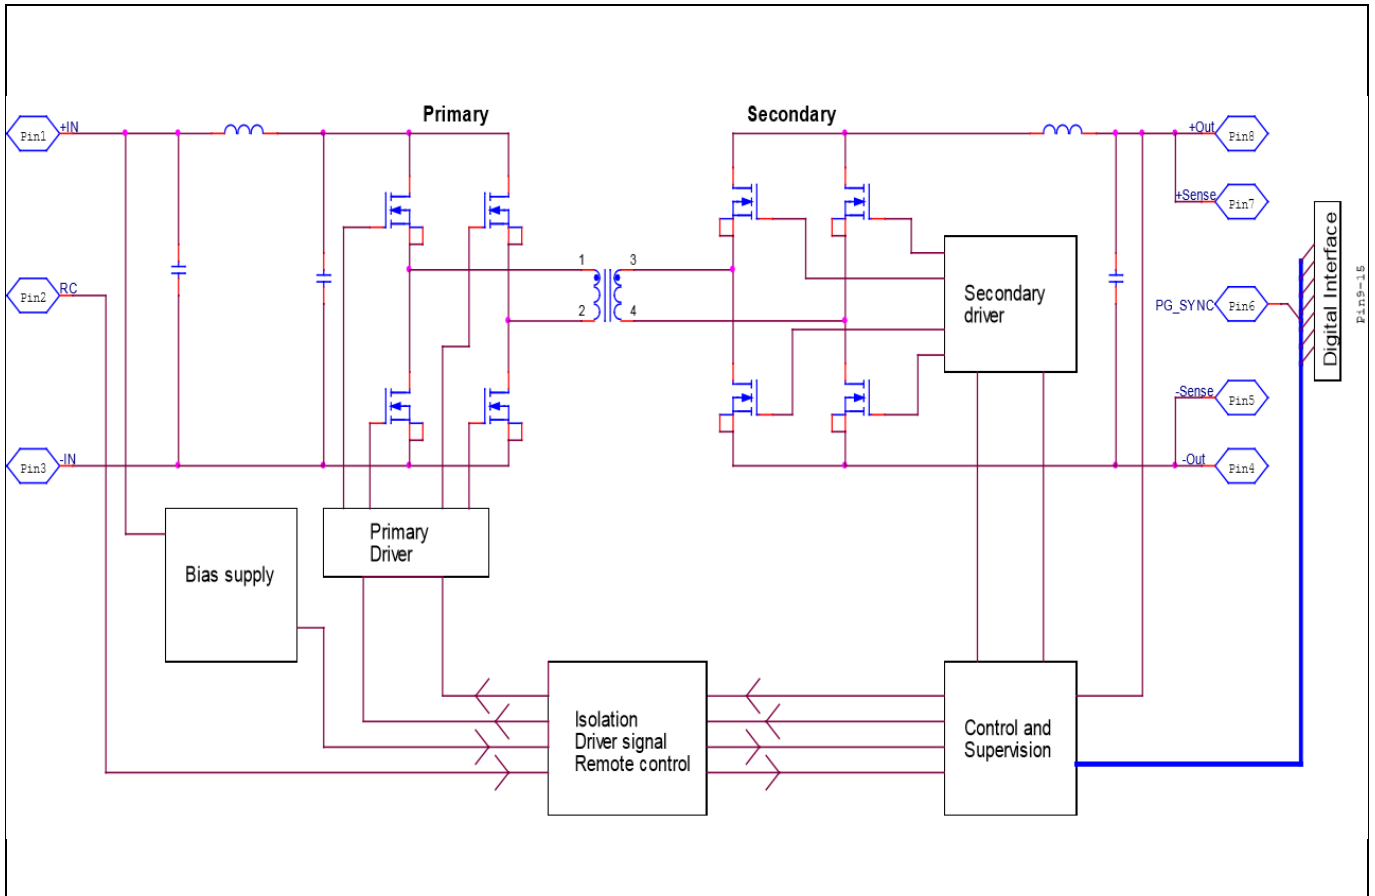 Primary
Secondary
+IN
Pin1
+Out
Pin8
+Sense
Pin7
1
3
2
4
RC
Pin2
Secondary
driver
PG_SYNC
Pin6
Digital Interface
Pin9-15
-Sense
Pin5
-IN
Pin3
-Out
Pin4
Primary
Driver
Bias supply
Isolation
Driver signal
Remote control
Control and
Supervision